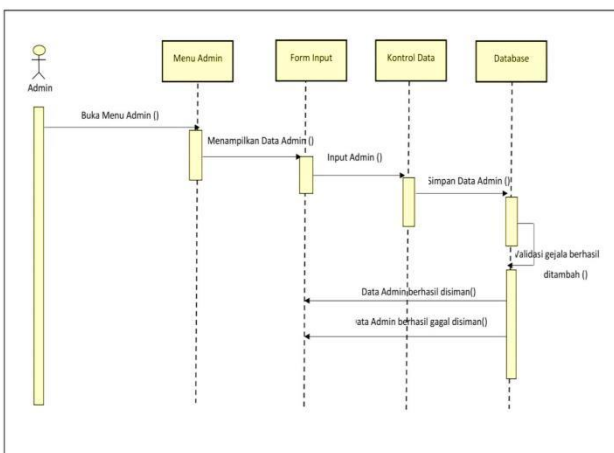 Menu Admin
Form Input
Kontrol Data
Database
Admin
Buka Menu Admin ()
Menampilkan Data Admin ()
Input Admin ()
Simpan Data Admin ()
Validasi gejala berhasil
ditambah ()
Data Admin berhasil disiman()
Data Admin berhasil gagal disiman()